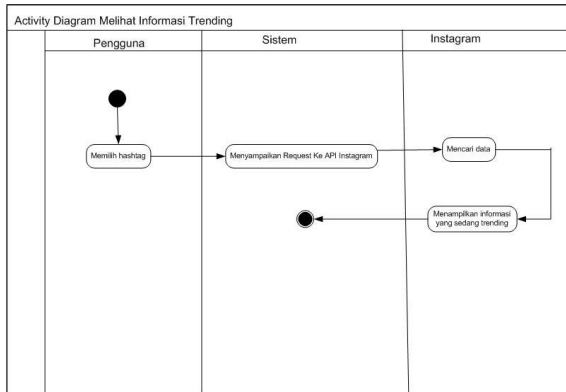 Activity Diagram Melihat Informasi Trending
Pengguna
Sistem
Instagram
Memilih hashtag
Menyampaikan Request Ke API Instagram
Mencari data
Menampilkan informasi
yang sedang trending